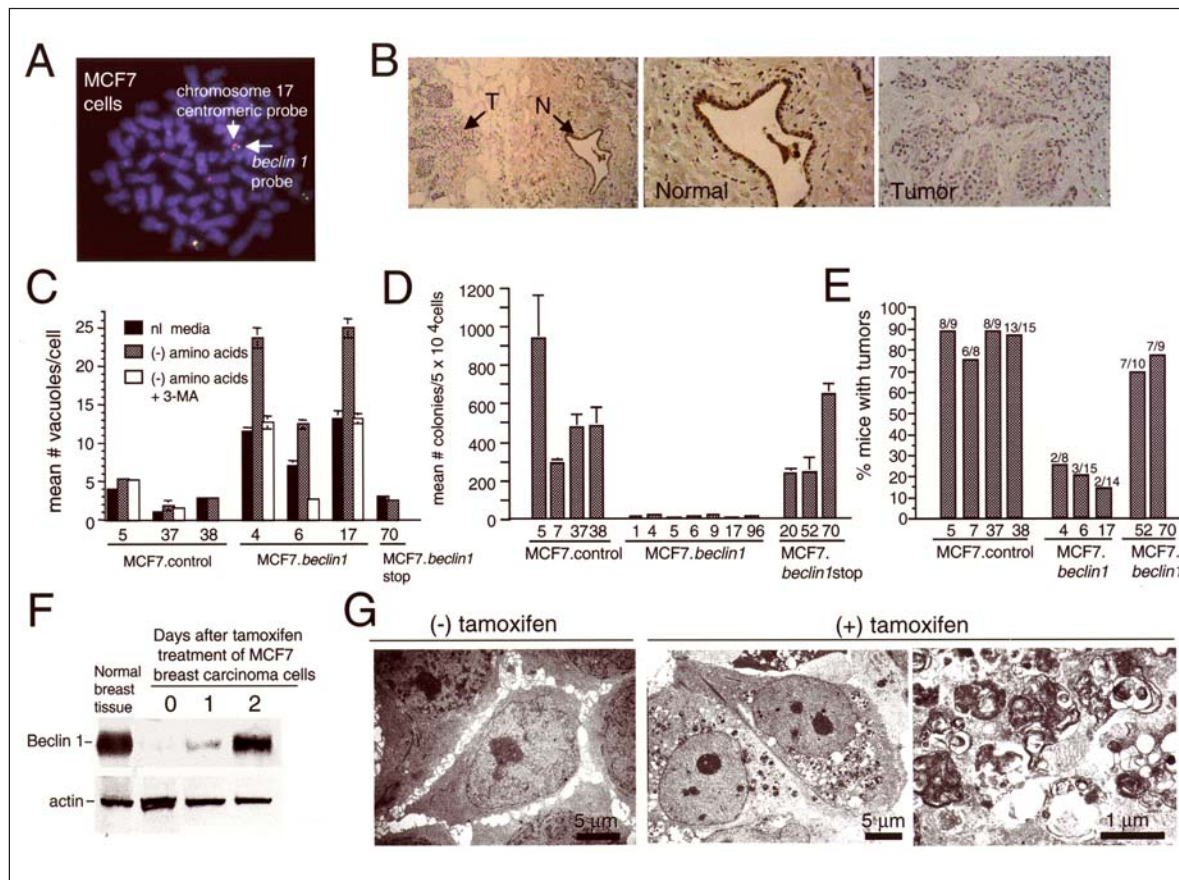 A
MCF7
cells
chromosome 17
centromeric probe
beclin 1
probe
B
T
N
Normal
Tumor
C
mean # vacuoles/cell
25
20
15
10
5
0
nl media
(-) amino acids
(-) amino acids
+ 3-MA
5 37 38 4 6 17 70
MCF7.control MCF7.beclin1 MCF7.beclin1
stop
D
mean # colonies/5 x 10 4cells
1200
1000
800
600
400
200
0
5 7 37 38 1 4 5 6 9 17 96 20 52 70
MCF7.control MCF7.beclin1 MCF7.
beclin1stop
E
% mice with tumors
100
90
80
70
60
50
40
30
20
10
0
8/9 6/8 8/9 13/15 2/8 3/15 2/14 7/10 7/9
5 7 37 38 4 6 17 52 70
MCF7.control MCF7. MCF7.
beclin1 beclin1
F
Normal
breast
tissue
Days after tamoxifen
treatment of MCF7
breast carcinoma cells
0 1 2
Beclin 1-
actin-
G
(-) tamoxifen (+) tamoxifen
5 µm
5 µm
1 µm